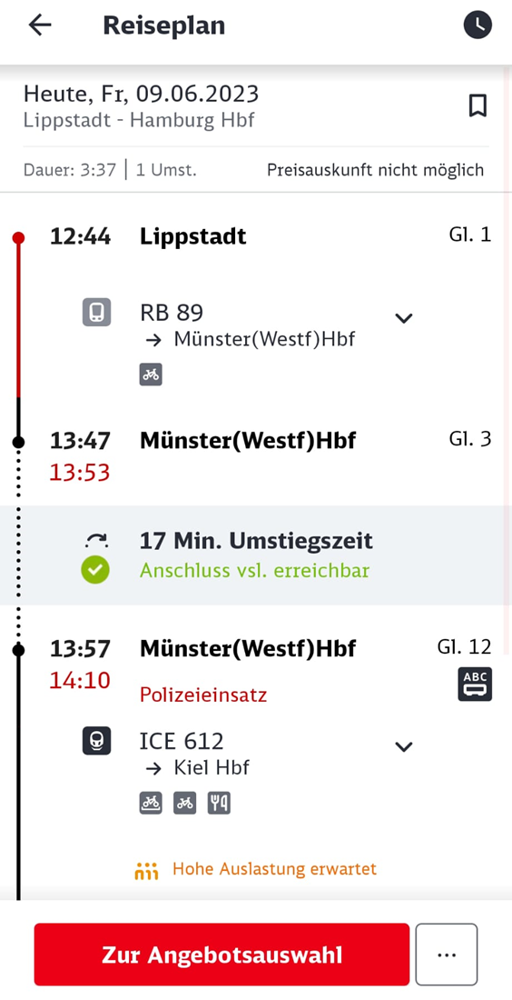 Reiseplan
Heute, Fr, 09.06.2023
Lippstadt - Hamburg Hbf
Dauer: 3:37 | 1 Umst. Preisauskunft nicht möglich
12:44 Lippstadt Gl. 1
RB 89
→ Münster(Westf)Hbf
13:47 Münster(Westf)Hbf Gl. 3
13:53
17 Min. Umstiegszeit
Anschluss vsl. erreichbar
13:57 Münster(Westf)Hbf Gl. 12
14:10 Polizeieinsatz ABC
ICE 612
→ Kiel Hbf
Hohe Auslastung erwartet
Zur Angebotsauswahl ...